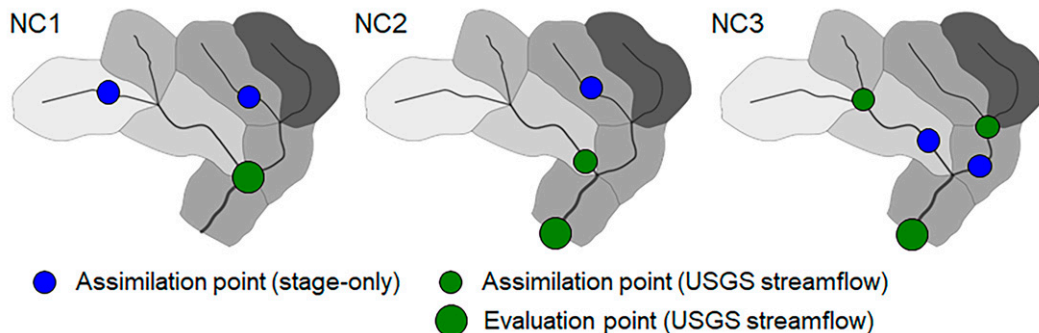 NC1
NC2
NC3
Assimilation point (stage-only)
Assimilation point (USGS streamflow)
Evaluation point (USGS streamflow)